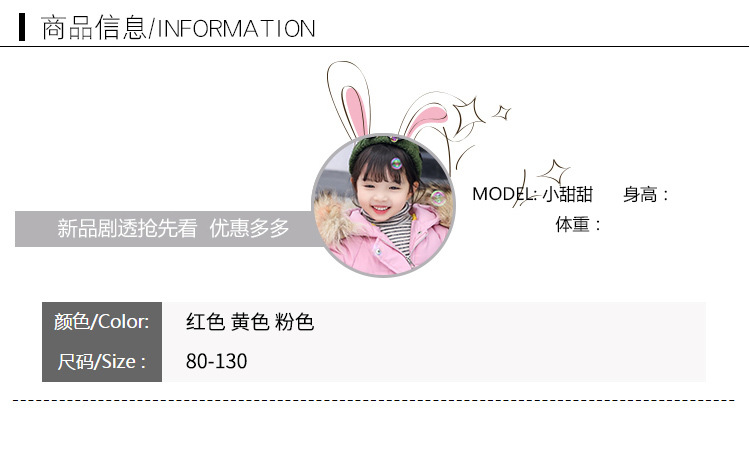 商品信息/INFORMATION
MODEL: 小甜甜 身高：
新品剧透抢先看 优惠多多
体重：
颜色/Color: 红色 黄色 粉色
尺码/Size : 80-130